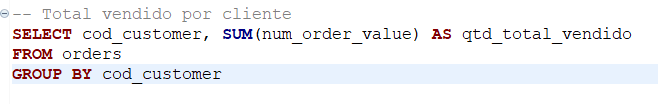 -- Total vendido por cliente
SELECT cod_customer, SUM(num_order_value) AS qtd_total_vendido
FROM orders
GROUP BY cod_customer